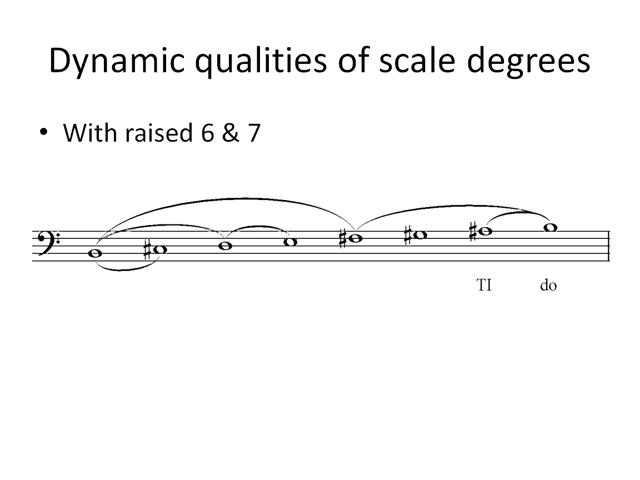 Dynamic qualities of scale degrees
• With raised 6 & 7
TI do